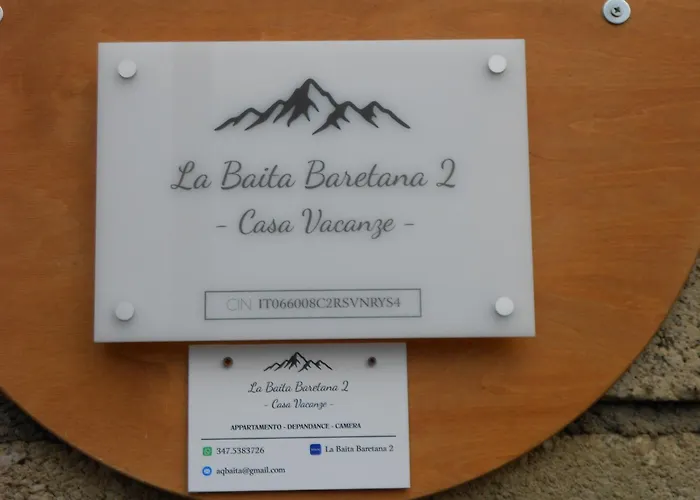 La Baita Baretana 2
- Casa Vacanze -
CIN IT066008C2RSVNRYS4
La Baita Baretana 2
- Casa Vacanze -
APPARTAMENTO - DEPANDANCE - CAMERA
347.5383726
La Baita Baretana 2
aqbaita@gmail.com